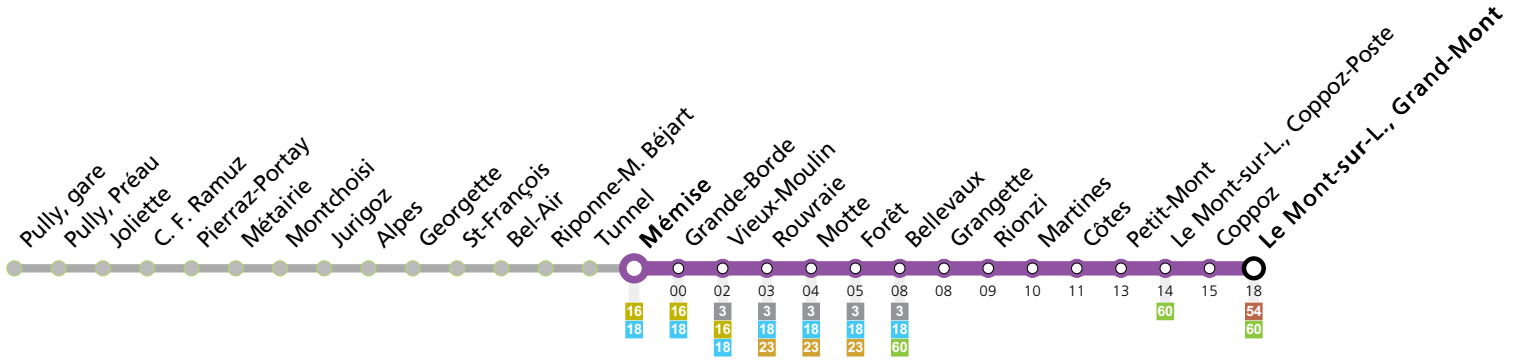 Pully, gare
Pully, Préau
Joliette
C. F. Ramuz
Pierraz-Portay
Métairie
Montchoisi
Jurigoz
Alpes
Georgette
St-François
Bel-Air
Riponne-M. Béjart
Tunnel
Mémise
Grande-Borde
Vieux-Moulin
Rouvraie
Motte
Forêt
Bellevaux
Grangette
Rionzi
Martines
Côtes
Petit-Mont
Le Mont-sur-L., Coppoz-Poste
Coppoz
Le Mont-sur-L., Grand-Mont
00 02 03 04 05 08 08 09 10 11 13 14 15 18
16 16 3 3 3 3 3 60 54
18 18 16 18 18 18 18 60
18 23 23 23 60